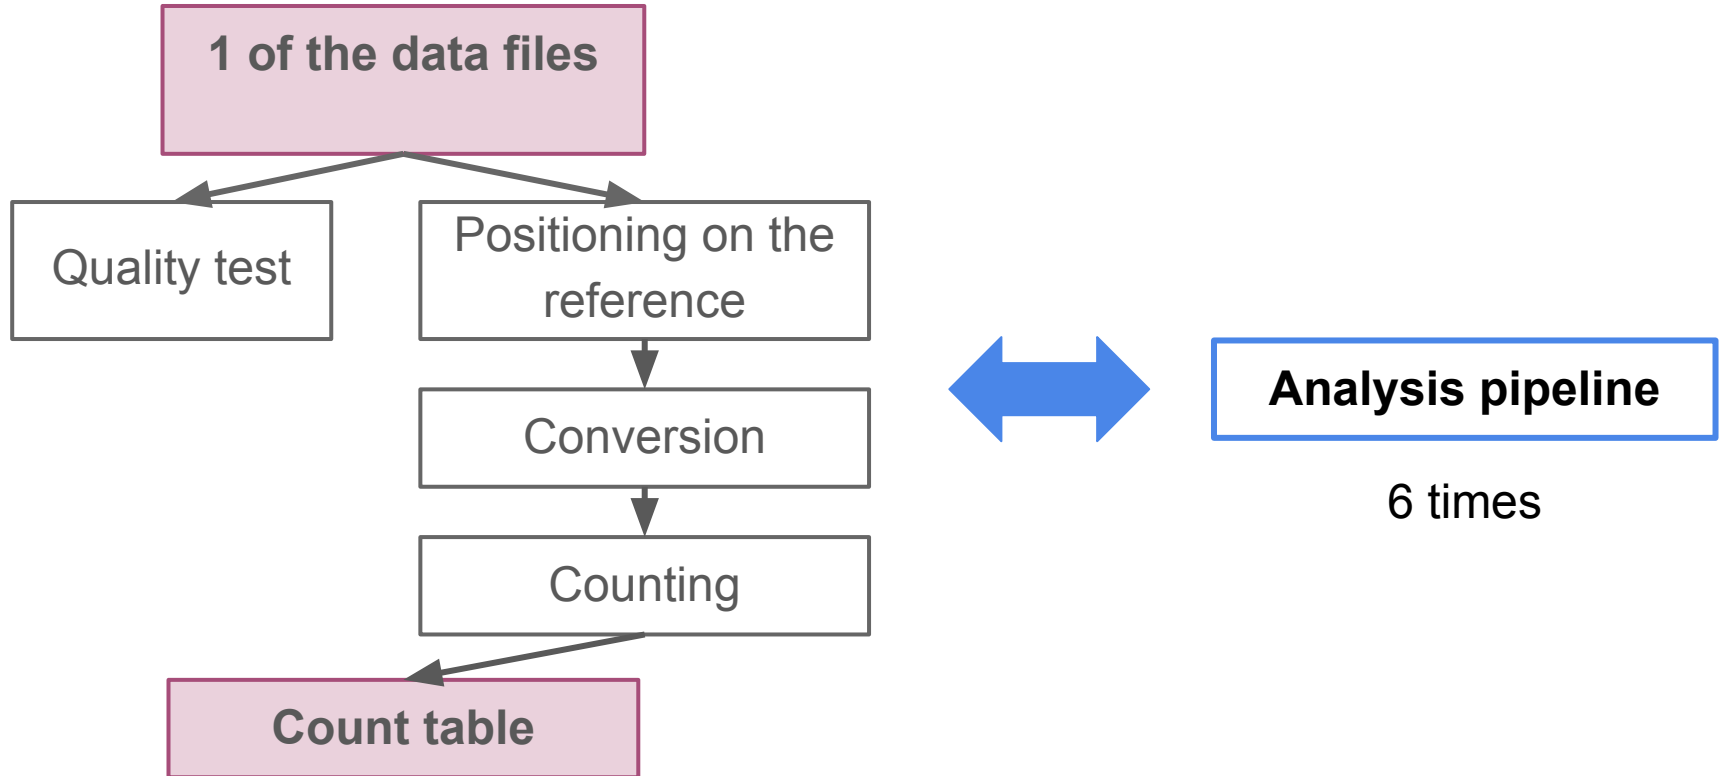 1 of the data files
Quality test
Positioning on the
reference
Conversion
Counting
Count table
Analysis pipeline
6 times